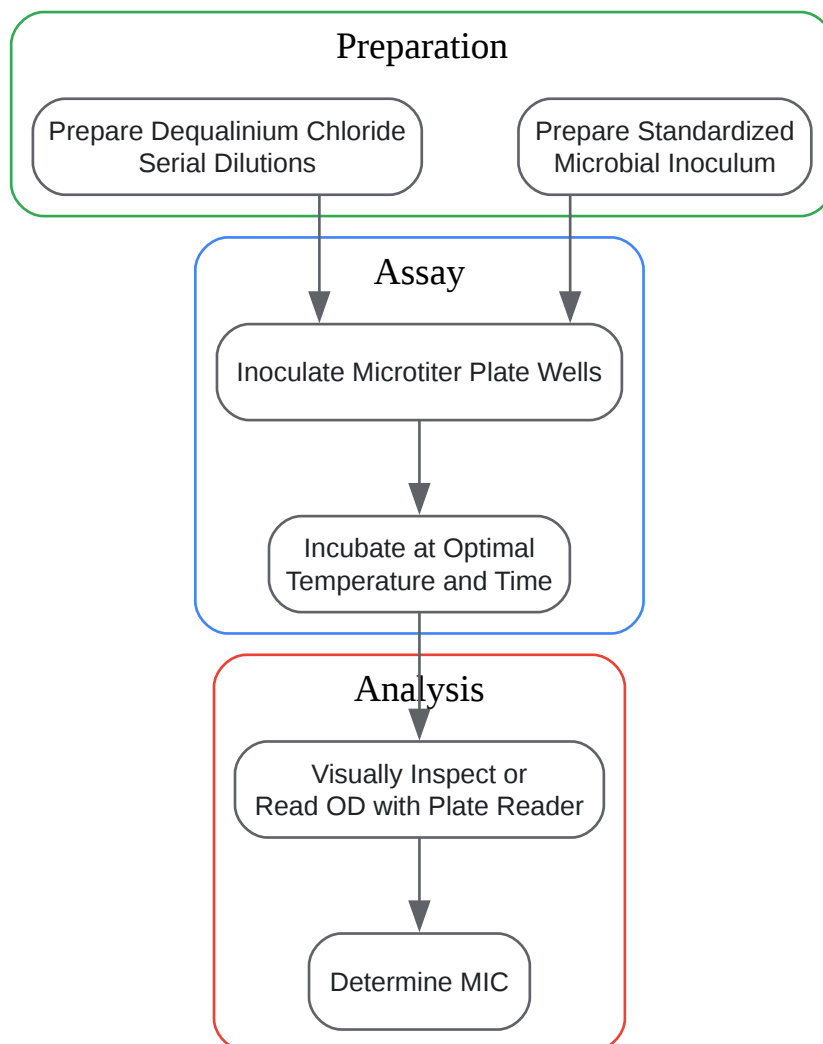 Preparation
Prepare Dequalinium Chloride
Serial Dilutions
Prepare Standardized
Microbial Inoculum
Assay
Inoculate Microtiter Plate Wells
Incubate at Optimal
Temperature and Time
Analysis
Visually Inspect or
Read OD with Plate Reader
Determine MIC